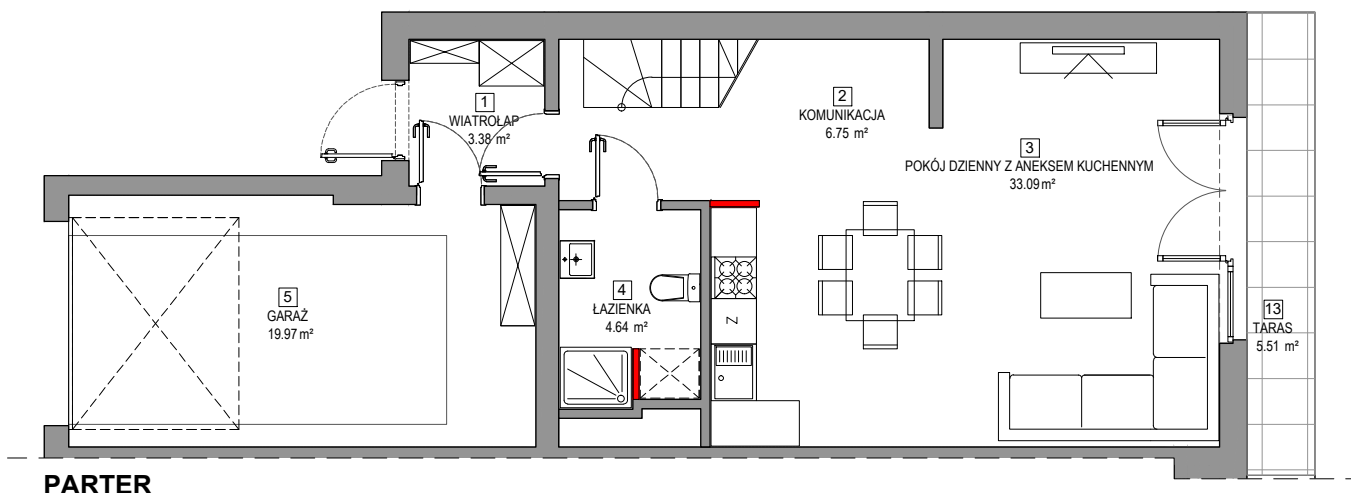 1
WIATROŁAP
3.38 m²
2
KOMUNIKACJA
6.75 m²
3
POKÓJ DZIENNY Z ANEKSEM KUCHENNYM
33.09 m²
4
ŁAZIENKA
4.64 m²
5
GARAŻ
19.97 m²
Z
13
TARAS
5.51 m²
PARTER